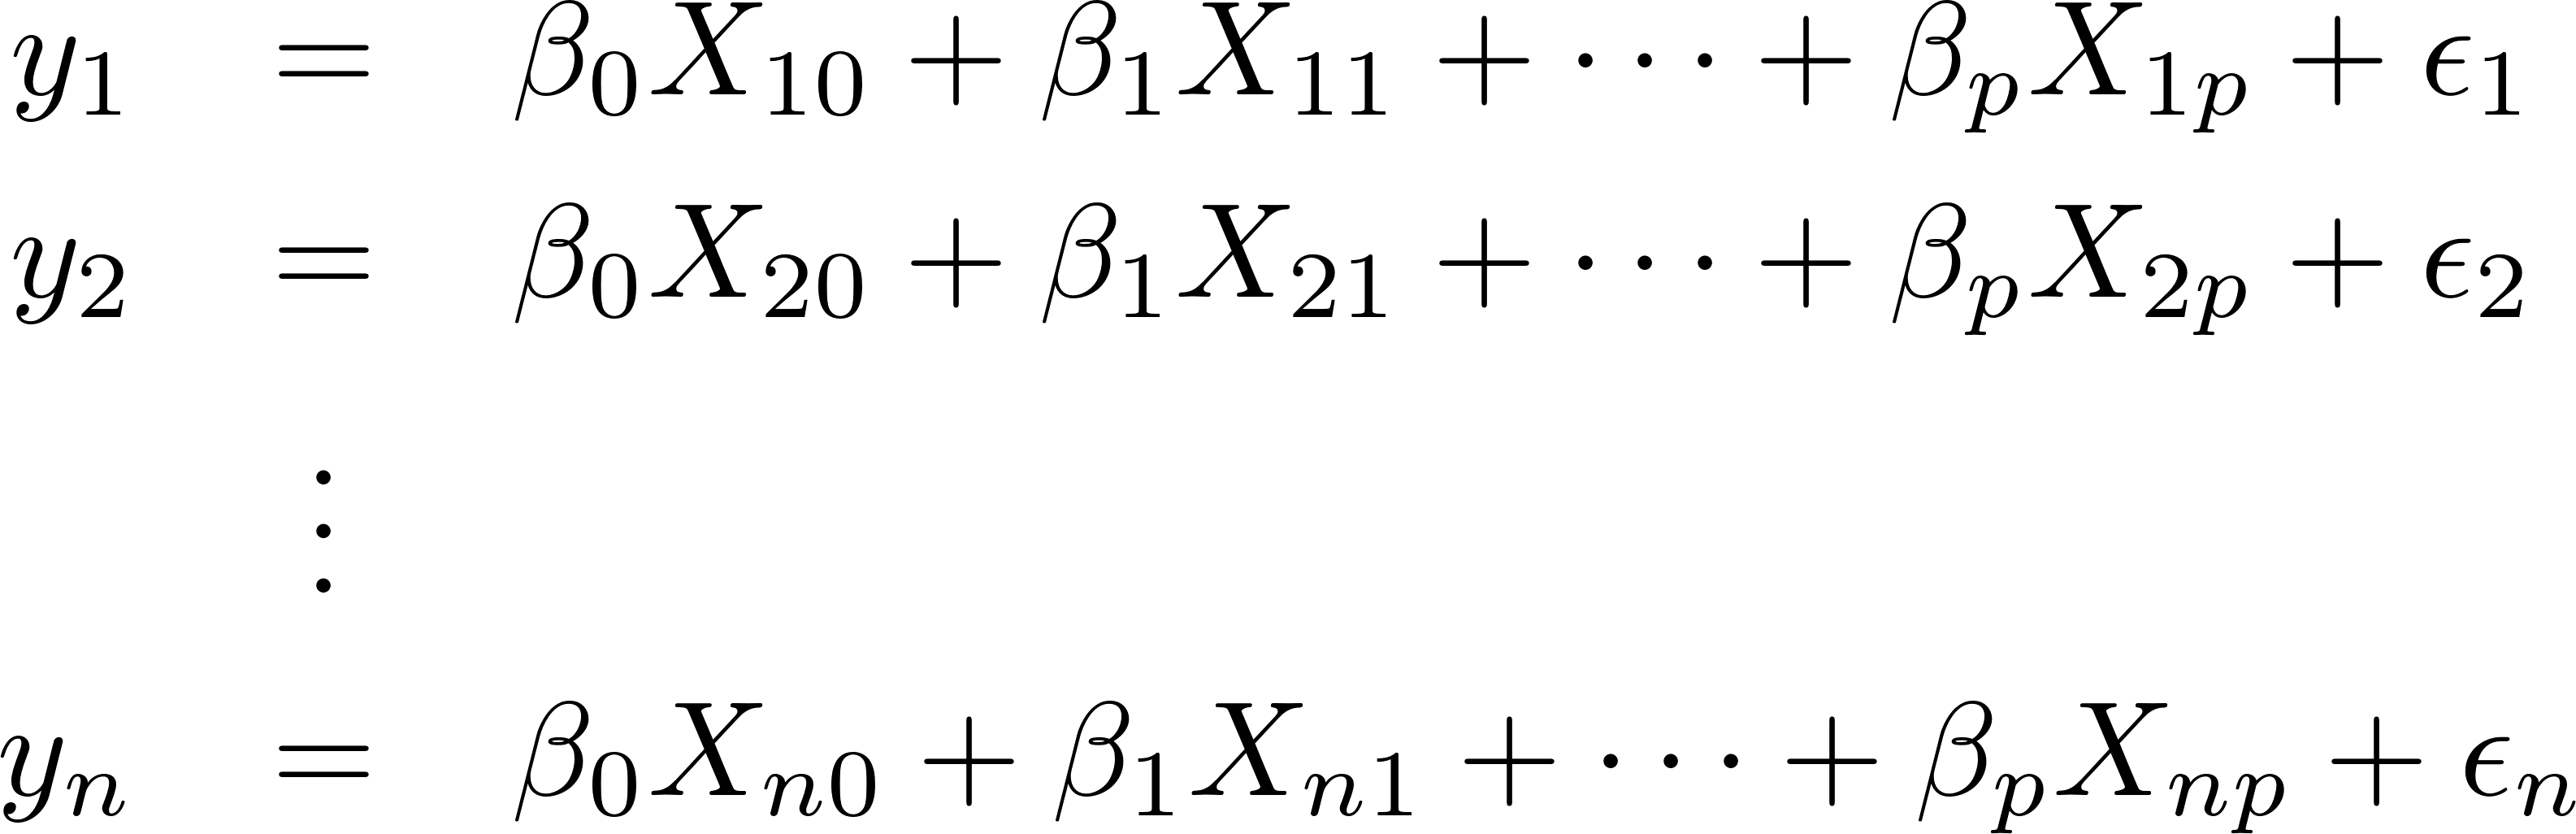 y₁ = β₀X₁₀ + β₁X₁₁ + ⋯ + βₚX₁ₚ + ϵ₁
y₂ = β₀X₂₀ + β₁X₂₁ + ⋯ + βₚX₂ₚ + ϵ₂
⋮
yₙ = β₀Xₙ₀ + β₁Xₙ₁ + ⋯ + βₚXₙₚ + ϵₙ